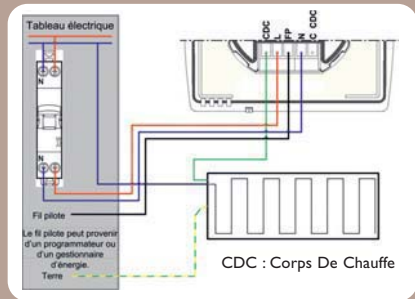 Tableau électrique
N
N
CDC
L
FP
N
C CDC
Fil pilote
Le fil pilote peut provenir
d'un programmateur ou
d'un gestionnaire
d'énergie.
Terre
CDC : Corps De Chauffe